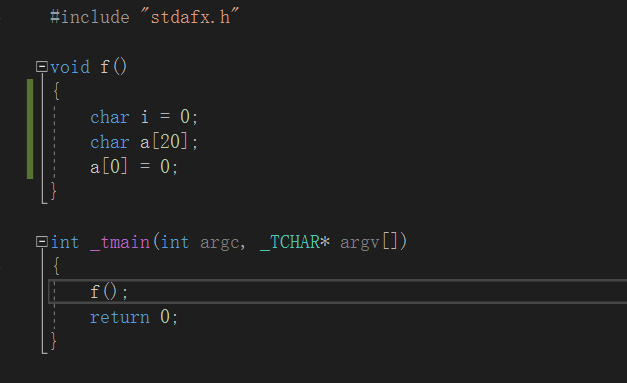 #include "stdafx.h"
void f()
{
char i = 0;
char a[20];
a[0] = 0;
}
int _tmain(int argc, _TCHAR* argv[])
{
f();
return 0;
}